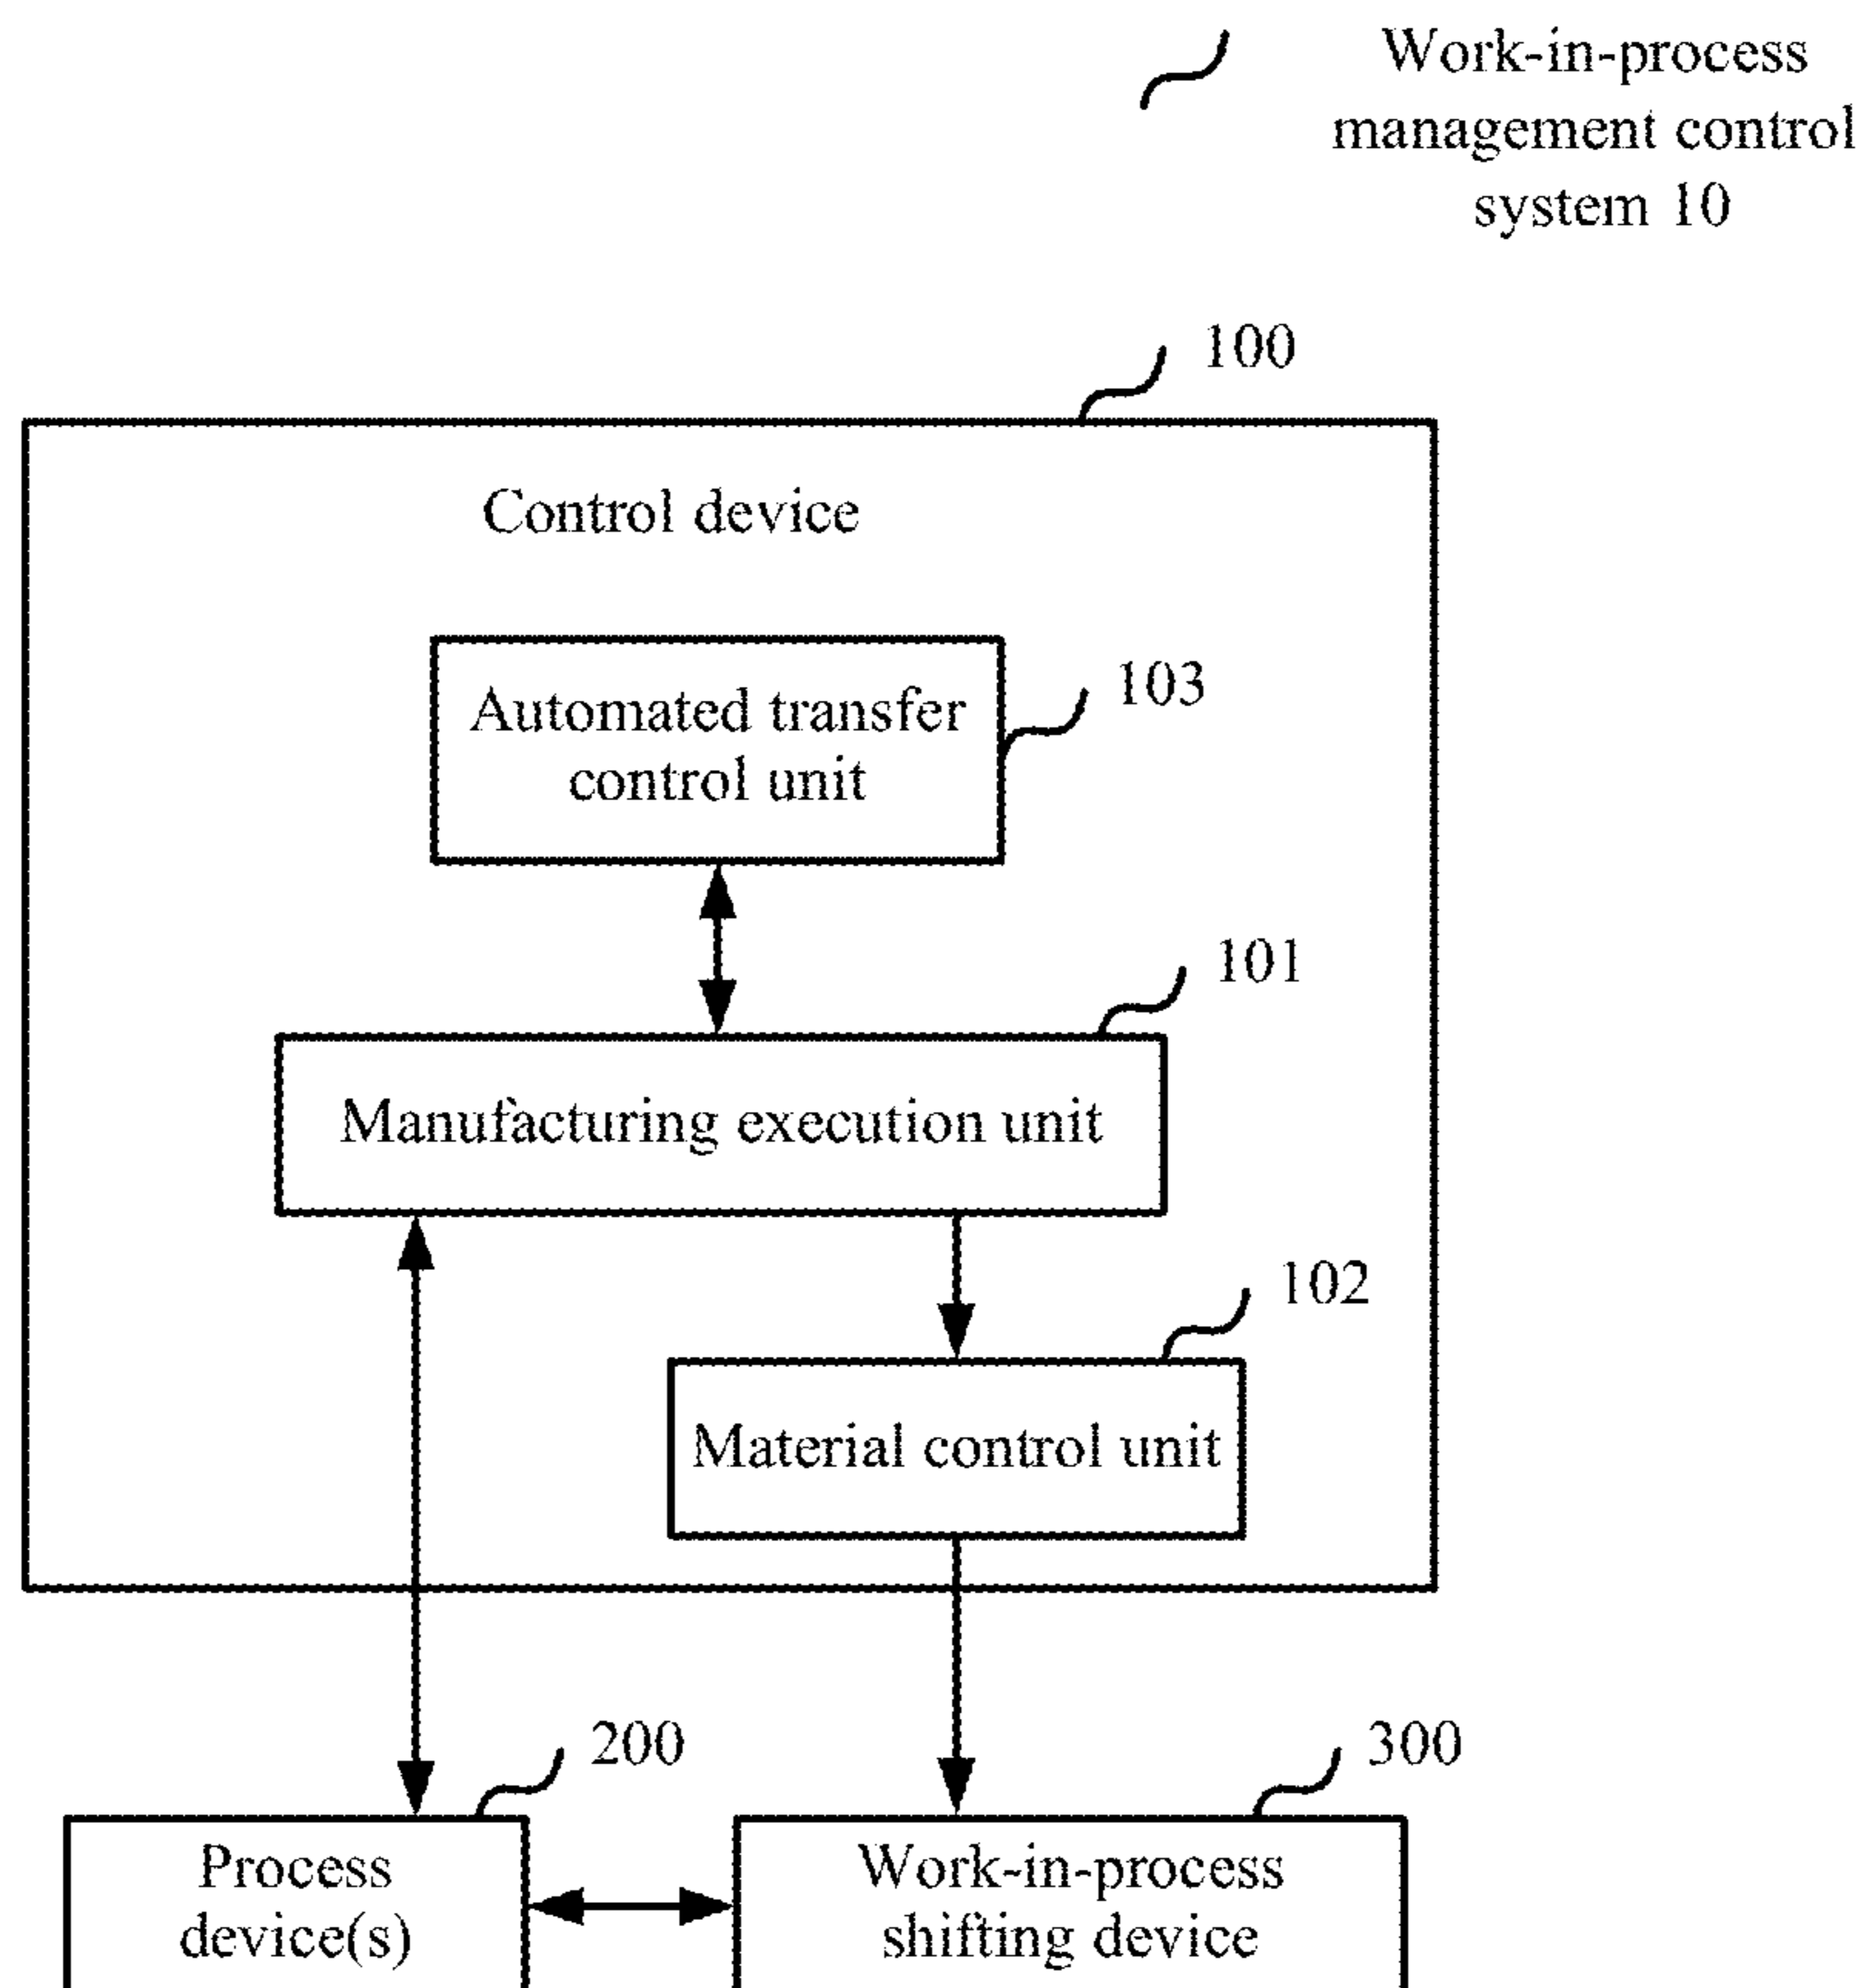 Work-in-process
management control
system 10
100
Control device
103
Automated transfer
control unit
101
Manufacturing execution unit
102
Material control unit
200
300
Process
device(s)
Work-in-process
shifting device